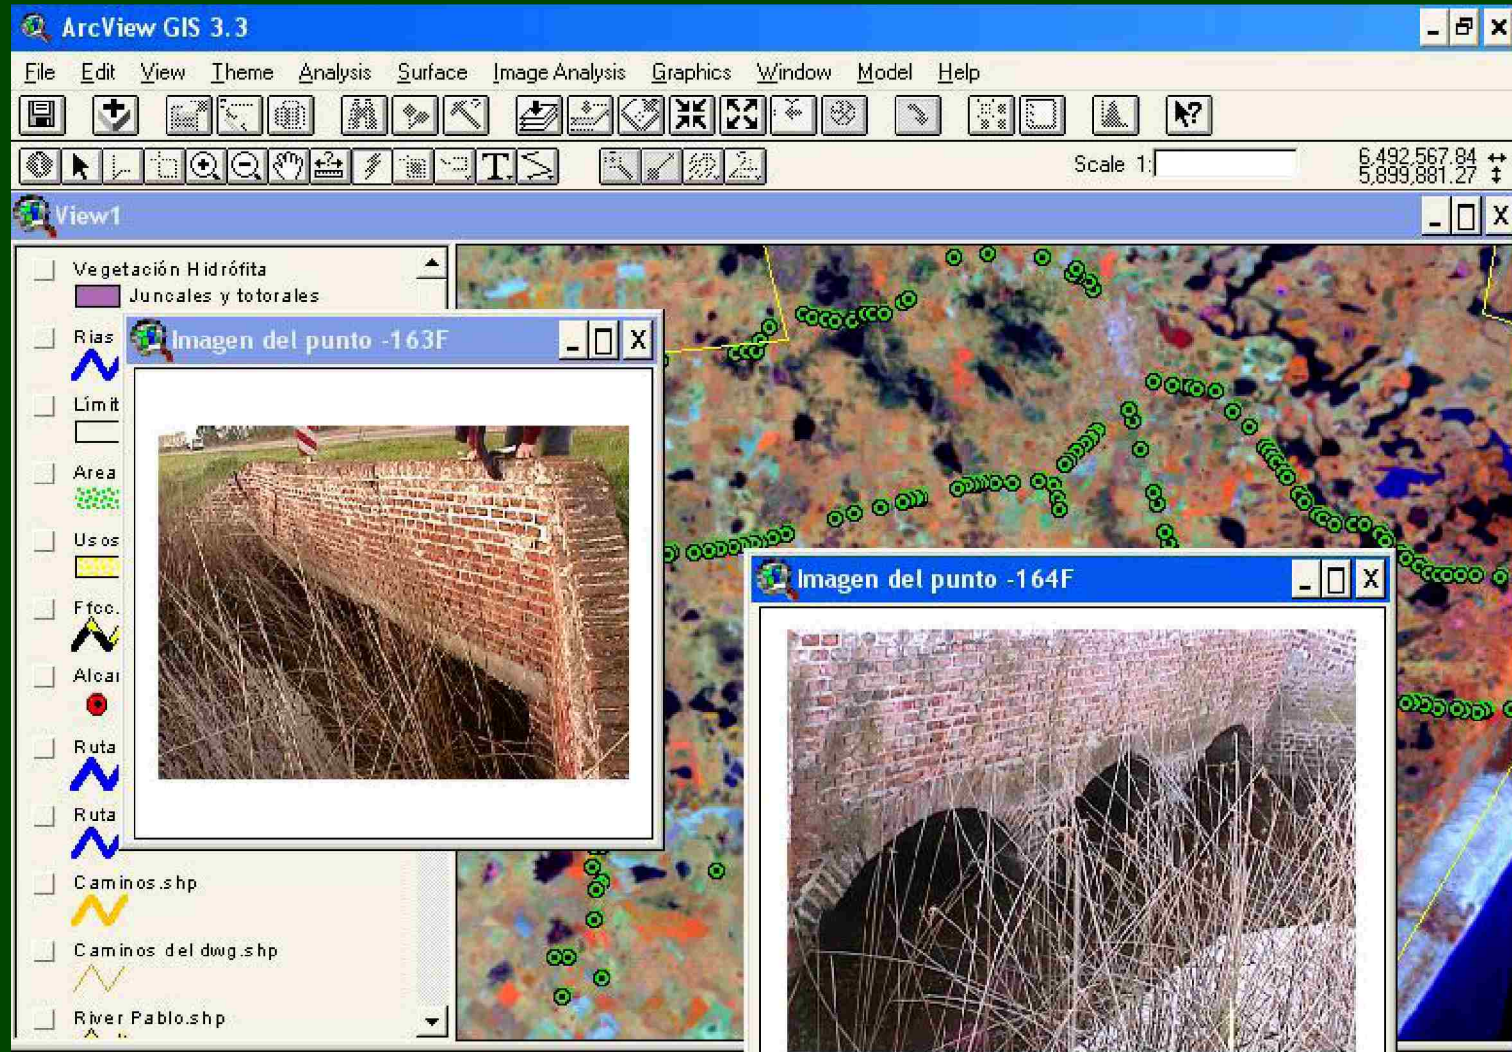 ArcView GIS 3.3
File Edit View Theme Analysis Surface Image Analysis Graphics Window Model Help
Scale 1:
6,492,567.84
5,899,881.27
View1
Vegetación Hidrófita
Juncales y totorales
Rias
Límit
Area
Usos
Ffcc.
Alcar
Ruta
Ruta
Caminos.shp
Caminos del dwg.shp
River Pablo.shp
Imagen del punto -163F
Imagen del punto -164F